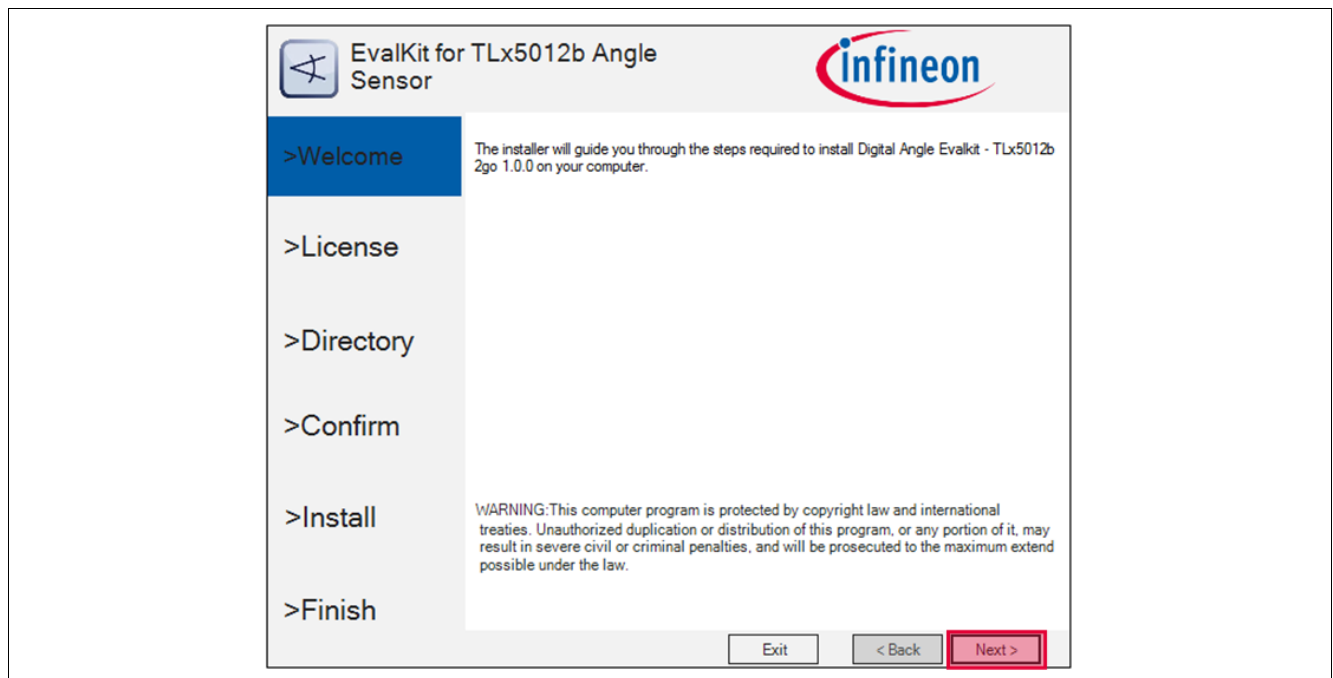 EvalKit for TLx5012b Angle
Sensor
infineon
>Welcome
The installer will guide you through the steps required to install Digital Angle Evalkit - TLx5012b
2go 1.0.0 on your computer.
>License
>Directory
>Confirm
>Install
WARNING:This computer program is protected by copyright law and international
treaties. Unauthorized duplication or distribution of this program, or any portion of it, may
result in severe civil or criminal penalties, and will be prosecuted to the maximum extend
possible under the law.
>Finish
Exit
< Back
Next >